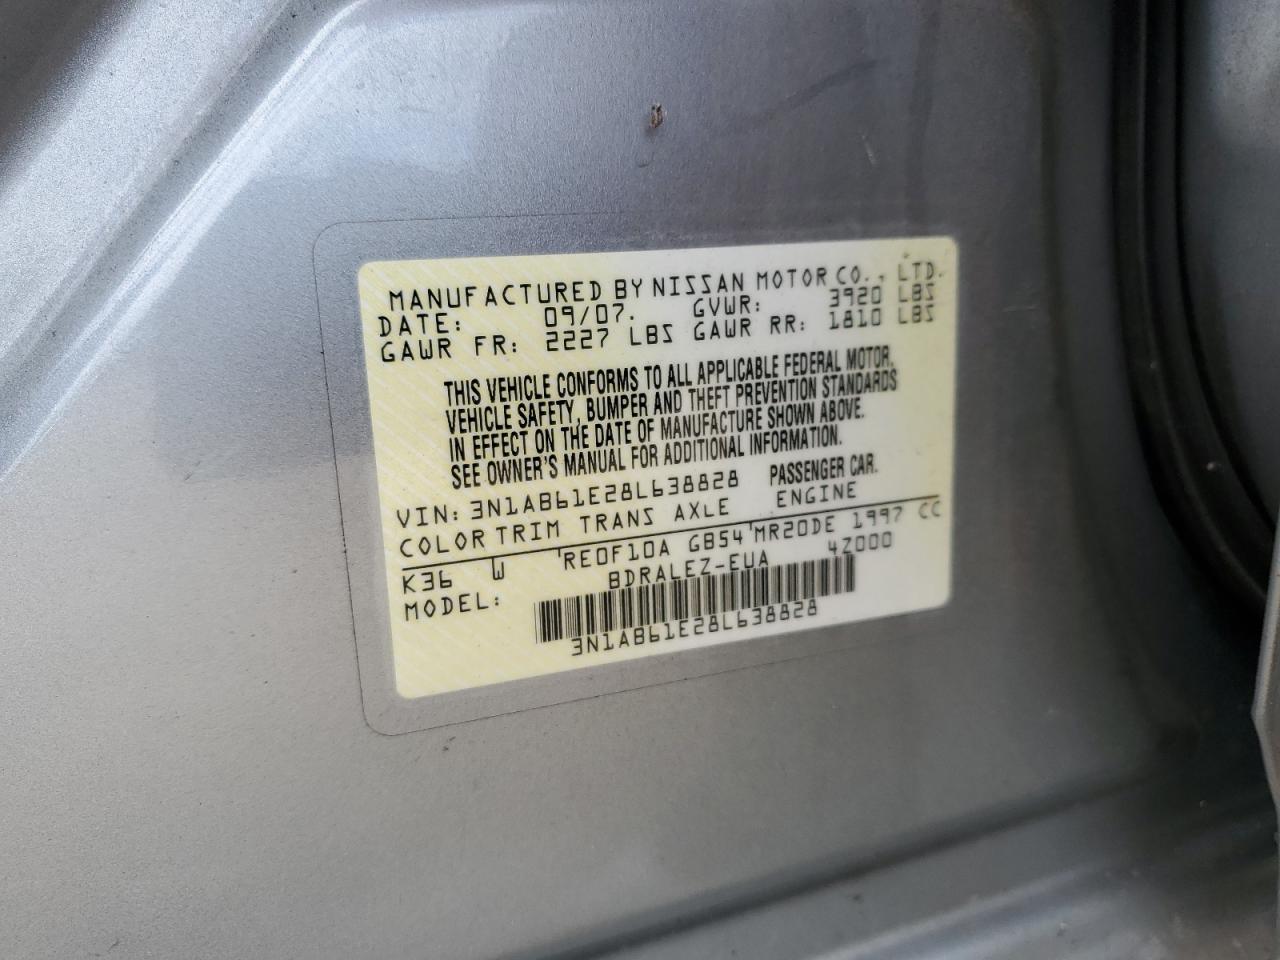 MANUFACTURED BY NISSAN MOTOR CO., LTD.
DATE: 09/07. GVWR: 3920 LBS
GAWR FR: 2227 LBS GAWR RR: 1810 LBS
THIS VEHICLE CONFORMS TO ALL APPLICABLE FEDERAL MOTOR
VEHICLE SAFETY, BUMPER AND THEFT PREVENTION STANDARDS
IN EFFECT ON THE DATE OF MANUFACTURE SHOWN ABOVE.
SEE OWNER'S MANUAL FOR ADDITIONAL INFORMATION.
VIN: 3N1AB61E28L638828 PASSENGER CAR.
COLOR TRIM TRANS AXLE ENGINE
K36 W RE0F10A GB54 MR20DE 1997 CC
MODEL: BDRALEZ-EUA 4Z000
3N1AB61E28L638828